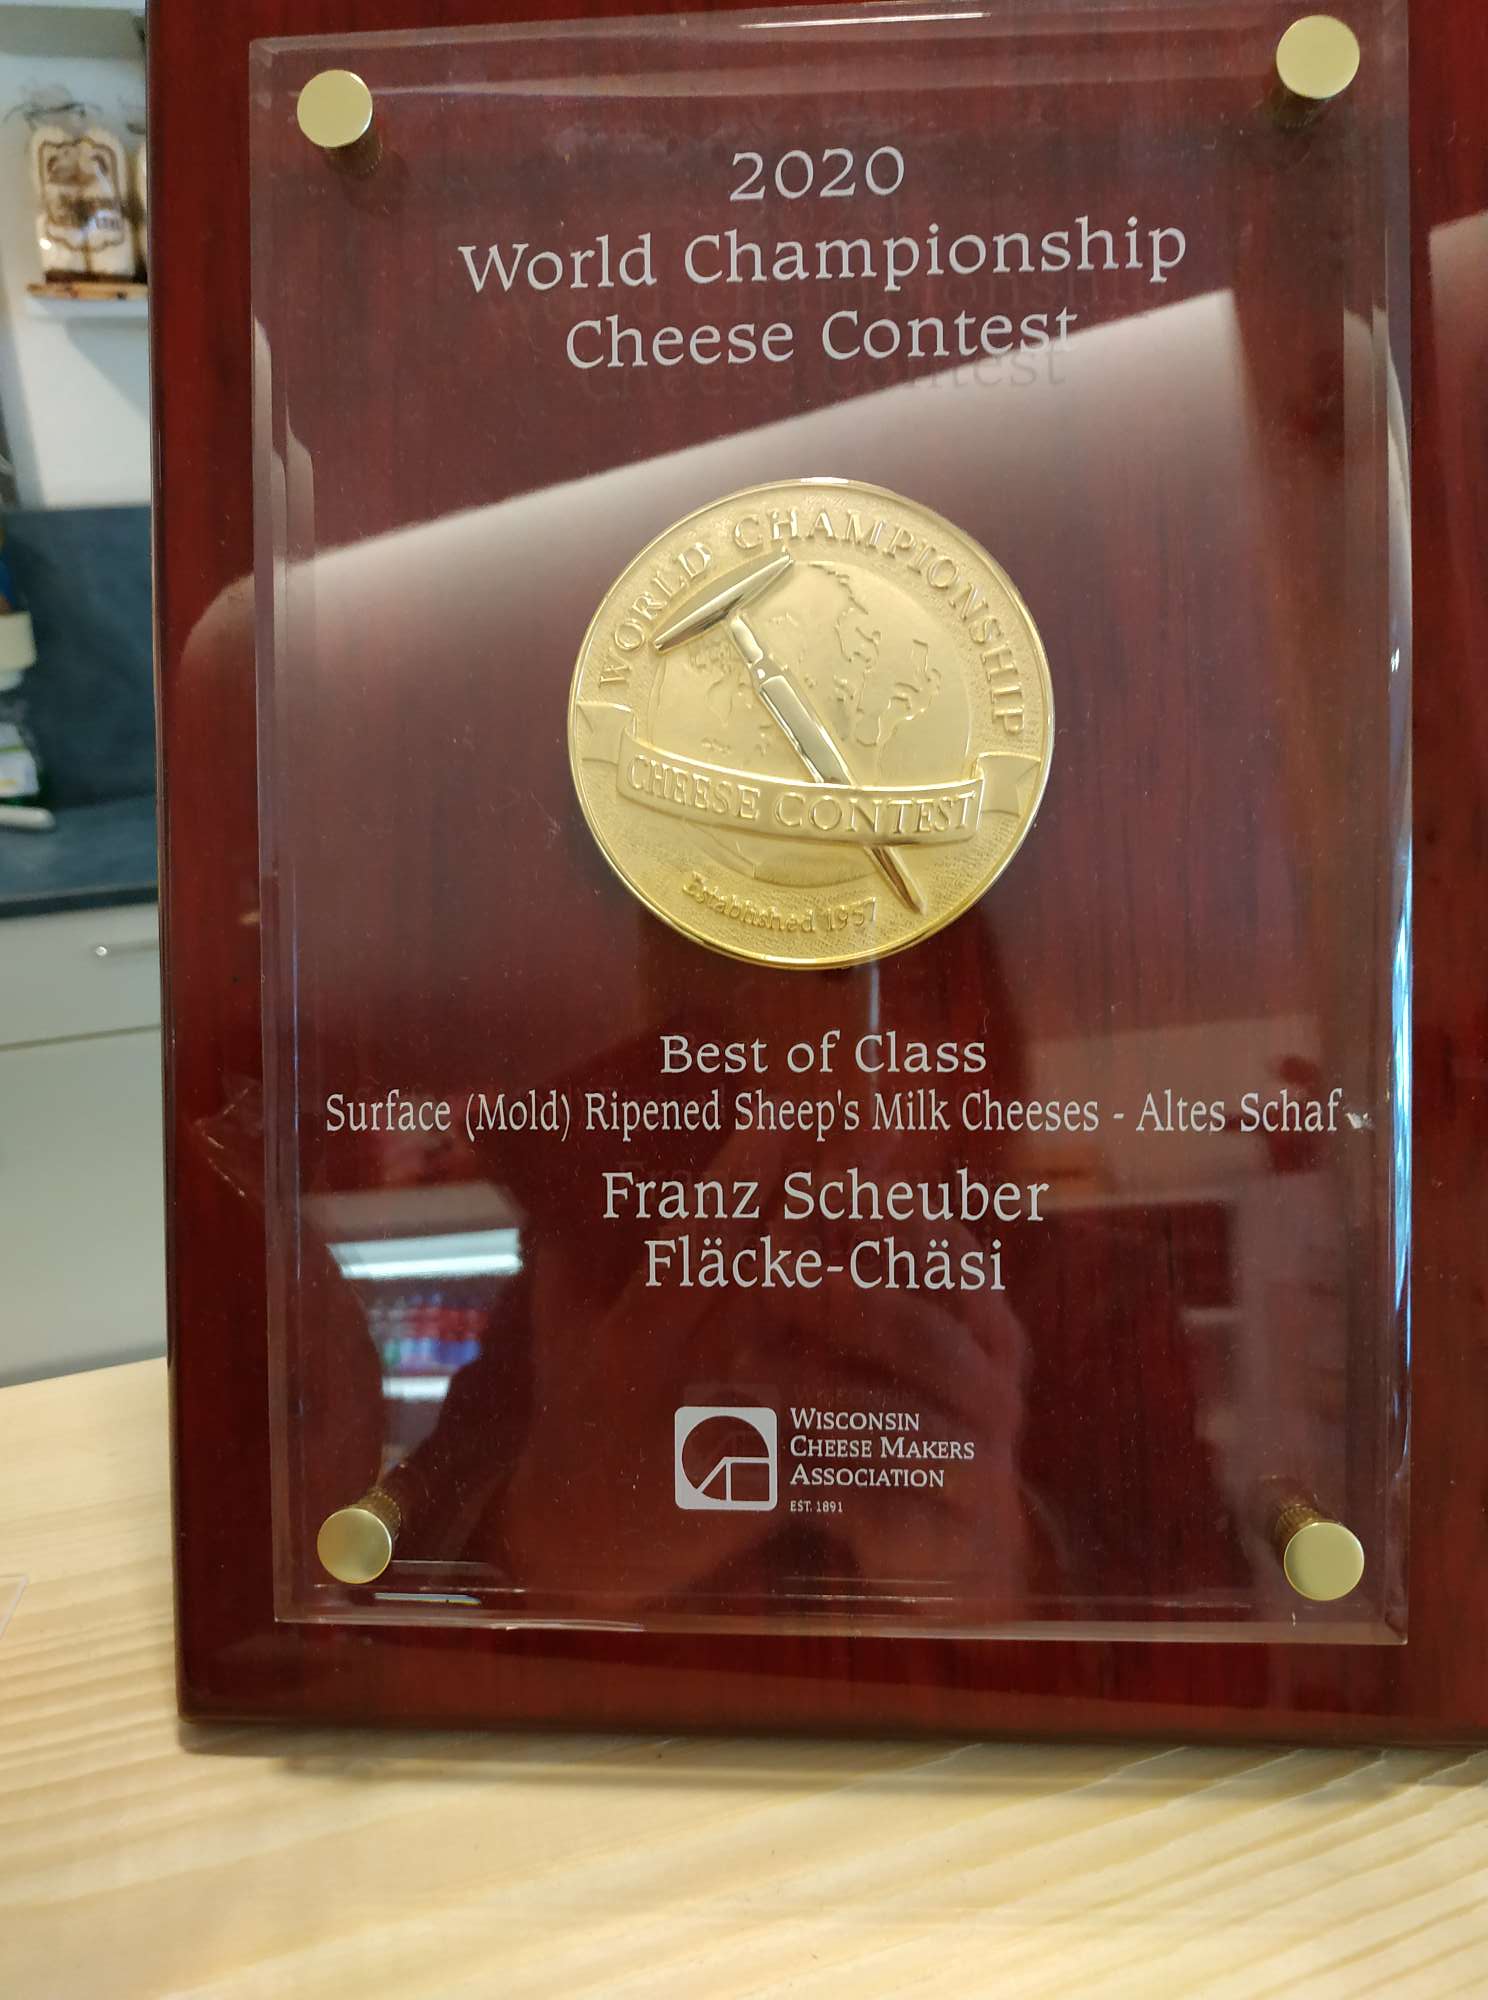 2020
World Championship
Cheese Contest
WORLD CHAMPIONSHIP
CHEESE CONTEST
Established 1957
Best of Class
Surface (Mold) Ripened Sheep's Milk Cheeses - Altes Schaf
Franz Scheuber
Fläcke-Chäsi
WISCONSIN
CHEESE MAKERS
ASSOCIATION
EST. 1891